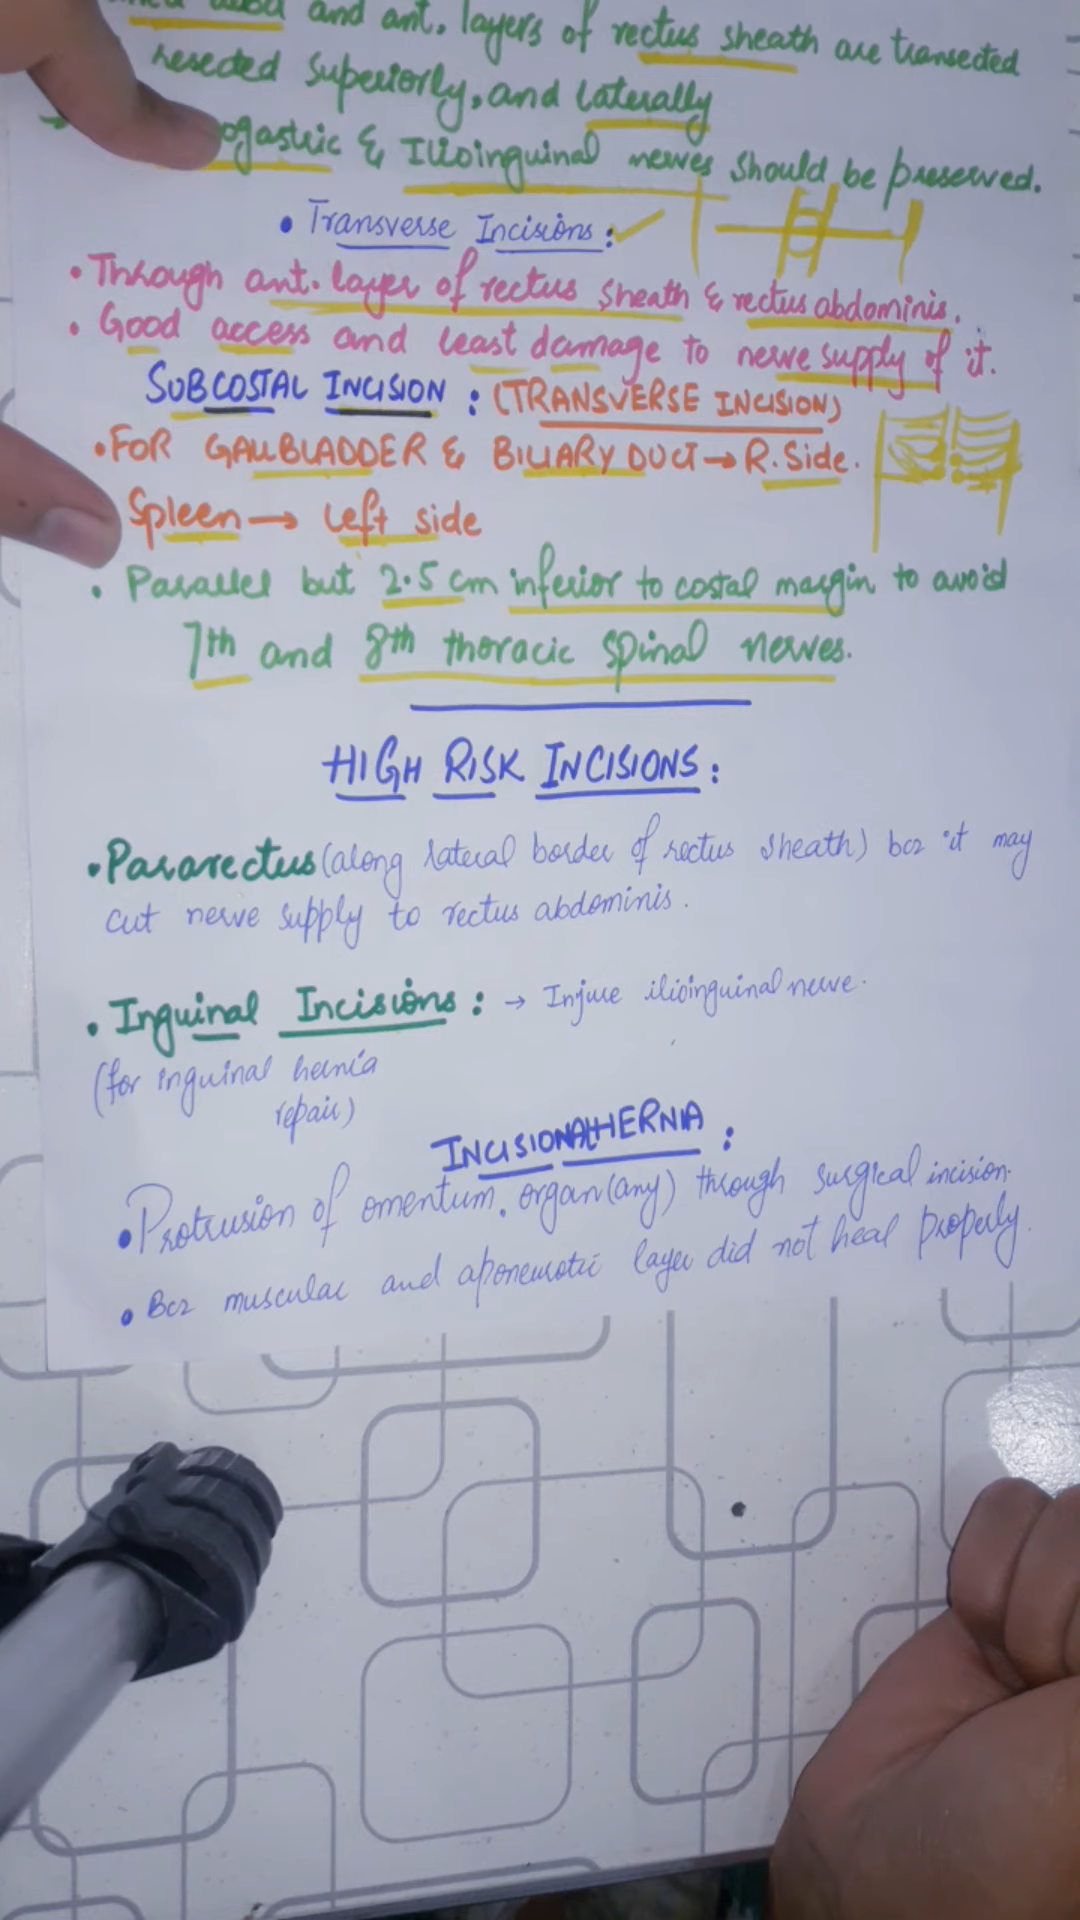 and ant. layers of rectus sheath are transected
resected superiorly, and laterally
ogastric & Ilioinguinal nerves should be preserved.
• Transverse Incisions:
• Through ant. layer of rectus sheath & rectus abdominis.
• Good access and least damage to nerve supply of it.
SUBCOSTAL INCISION : (TRANSVERSE INCISION)
• FOR GALLBLADDER & BILIARY DUCT → R. Side.
Spleen → left side
• Parallel but 2.5 cm inferior to costal margin to avoid
7th and 8th thoracic spinal nerves.
HIGH RISK INCISIONS:
• Pararectus (along lateral border of rectus sheath) bcz it may
cut nerve supply to rectus abdominis.
• Inguinal Incisions: → Injure ilioinguinal nerve.
(for inguinal hernia
repair)
INCISIONAL HERNIA :
• Protrusion of omentum. organ (any) through surgical incision.
• Bcz muscular and aponeurotic layer did not heal properly.